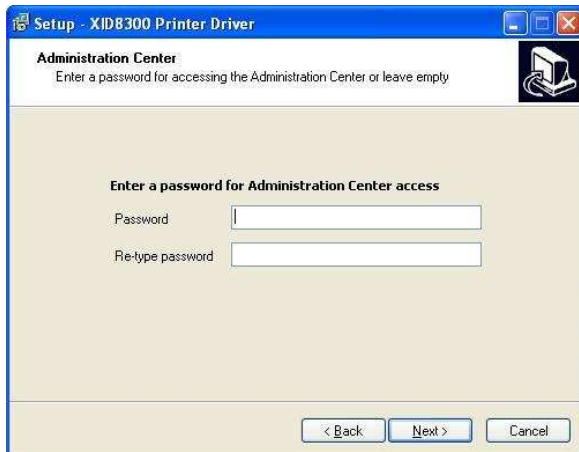 Setup - XID8300 Printer Driver
Administration Center
Enter a password for accessing the Administration Center or leave empty
Enter a password for Administration Center access
Password
Re-type password
< Back
Next >
Cancel